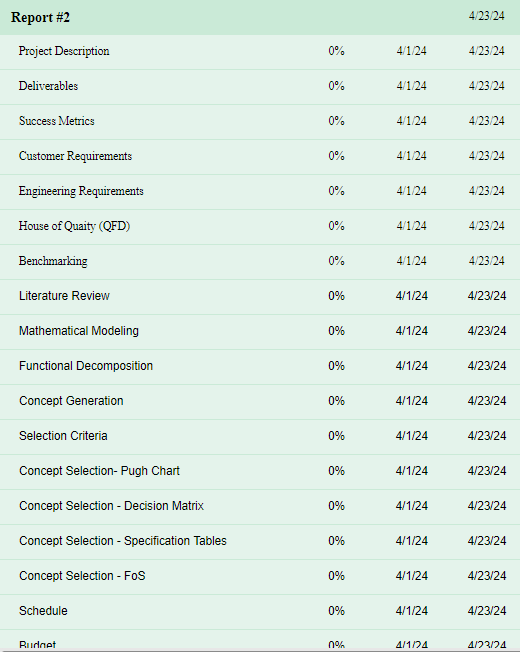 Report #2 4/23/24
Project Description 0% 4/1/24 4/23/24
Deliverables 0% 4/1/24 4/23/24
Success Metrics 0% 4/1/24 4/23/24
Customer Requirements 0% 4/1/24 4/23/24
Engineering Requirements 0% 4/1/24 4/23/24
House of Quaity (QFD) 0% 4/1/24 4/23/24
Benchmarking 0% 4/1/24 4/23/24
Literature Review 0% 4/1/24 4/23/24
Mathematical Modeling 0% 4/1/24 4/23/24
Functional Decomposition 0% 4/1/24 4/23/24
Concept Generation 0% 4/1/24 4/23/24
Selection Criteria 0% 4/1/24 4/23/24
Concept Selection- Pugh Chart 0% 4/1/24 4/23/24
Concept Selection - Decision Matrix 0% 4/1/24 4/23/24
Concept Selection - Specification Tables 0% 4/1/24 4/23/24
Concept Selection - FoS 0% 4/1/24 4/23/24
Schedule 0% 4/1/24 4/23/24
Budget 0% 4/1/24 4/23/24